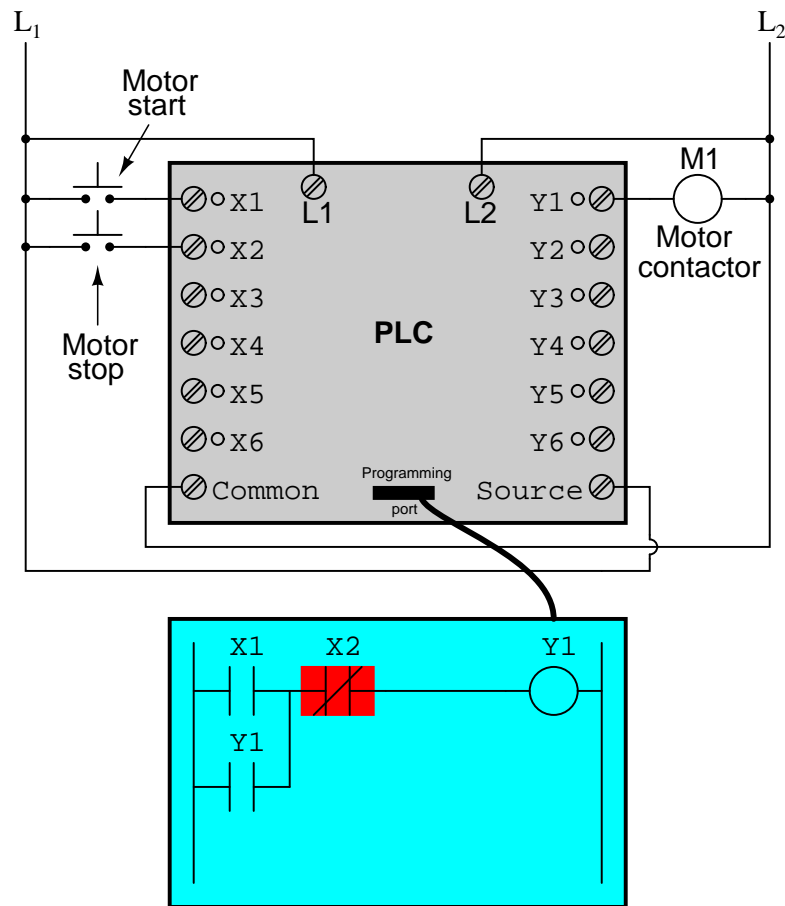 L1
L2
Motor
start
M1
X1
L1
L2
Y1
X2
Y2
Motor
contactor
X3
Y3
Motor
stop
X4
PLC
Y4
X5
Y5
X6
Y6
Common
Programming
port
Source
X1
X2
Y1
Y1